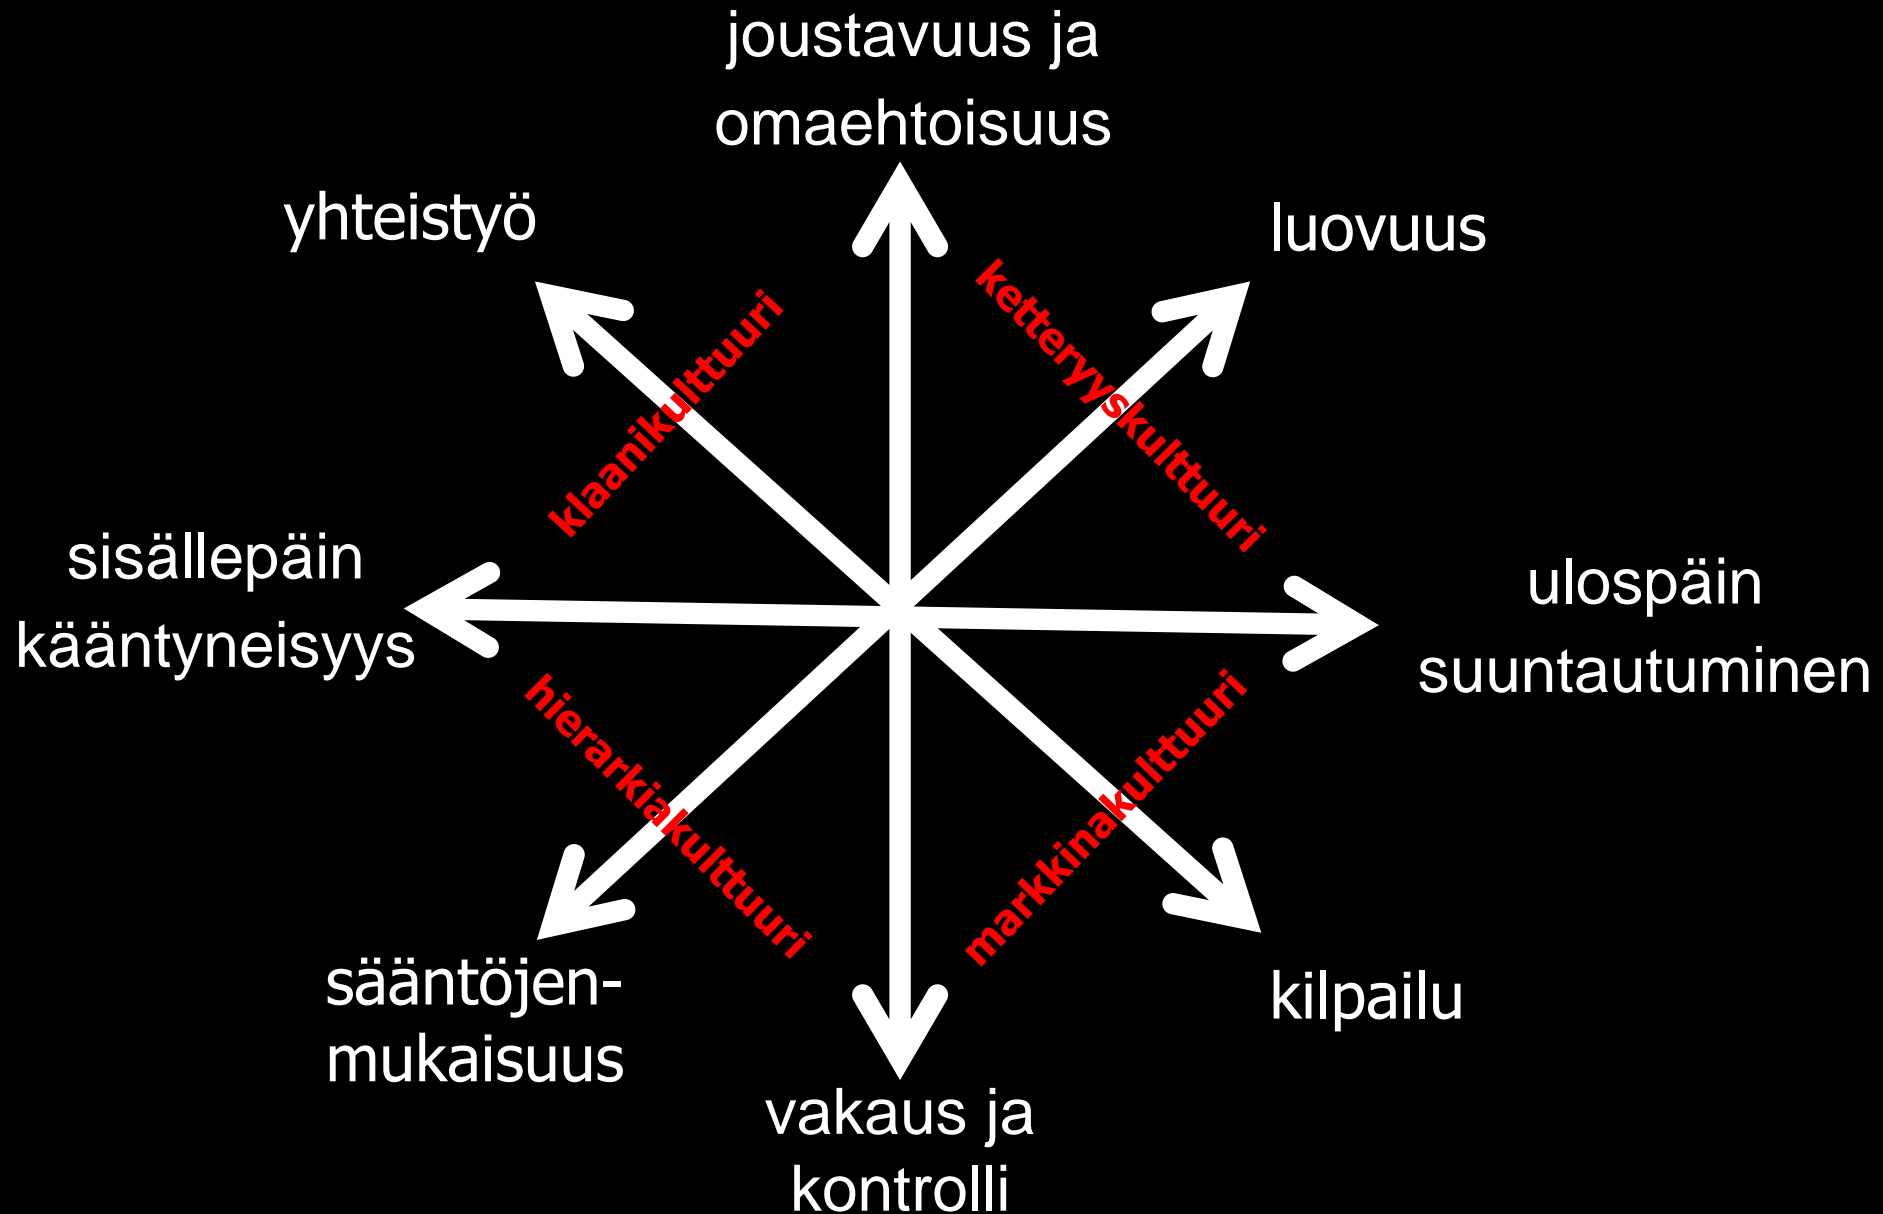 joustavuus ja
omaehtoisuus
yhteistyö
luovuus
klaanikulttuuri
ketteryyskulttuuri
sisällepäin
kääntyneisyys
ulospäin
suuntautuminen
hierarkiakulttuuri
markkinakulttuuri
sääntöjen-
mukaisuus
kilpailu
vakaus ja
kontrolli